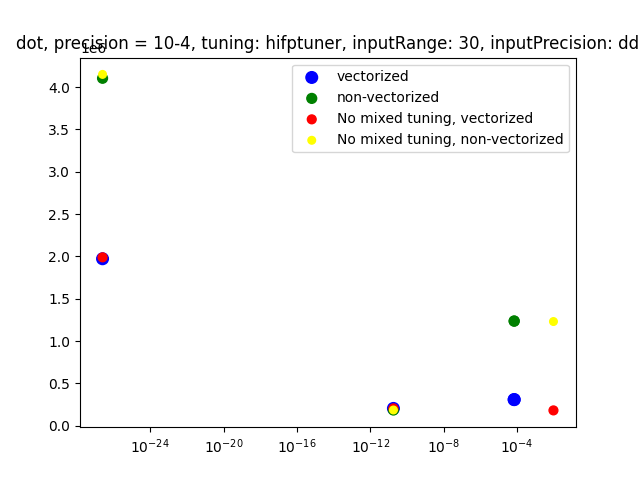 dot, precision = 10-4, tuning: hifptuner, inputRange: 30, inputPrecision: dd
1e6
vectorized
non-vectorized
No mixed tuning, vectorized
No mixed tuning, non-vectorized
4.0
3.5
3.0
2.5
2.0
1.5
1.0
0.5
0.0
10⁻²⁴ 10⁻²⁰ 10⁻¹⁶ 10⁻¹² 10⁻⁸ 10⁻⁴